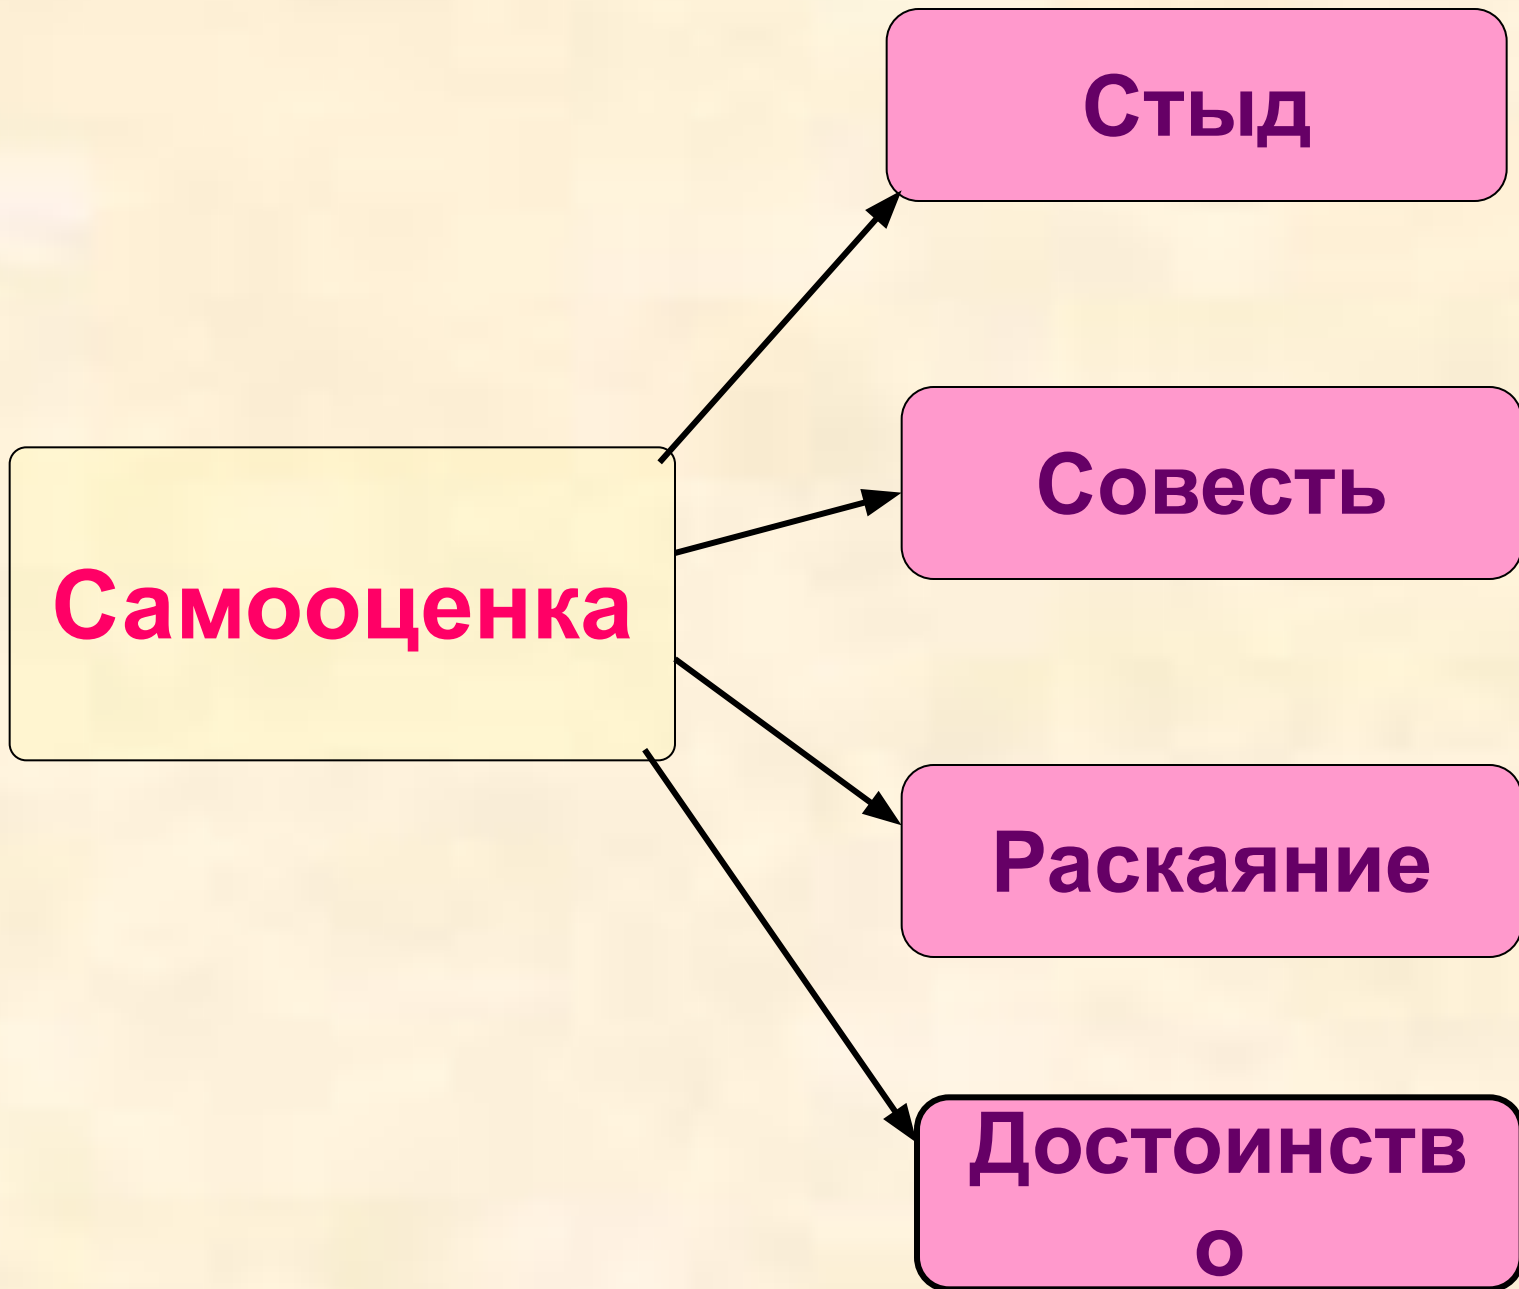 Стыд
Совесть
Самооценка
Раскаяние
Достоинств
о